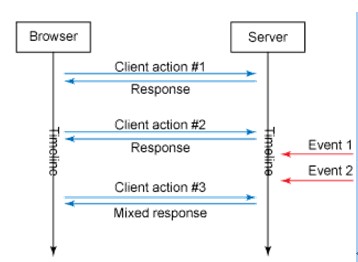 Browser
Server
Client action #1
Response
Client action #2
Response
Timeline
Timeline
Event 1
Event 2
Client action #3
Mixed response